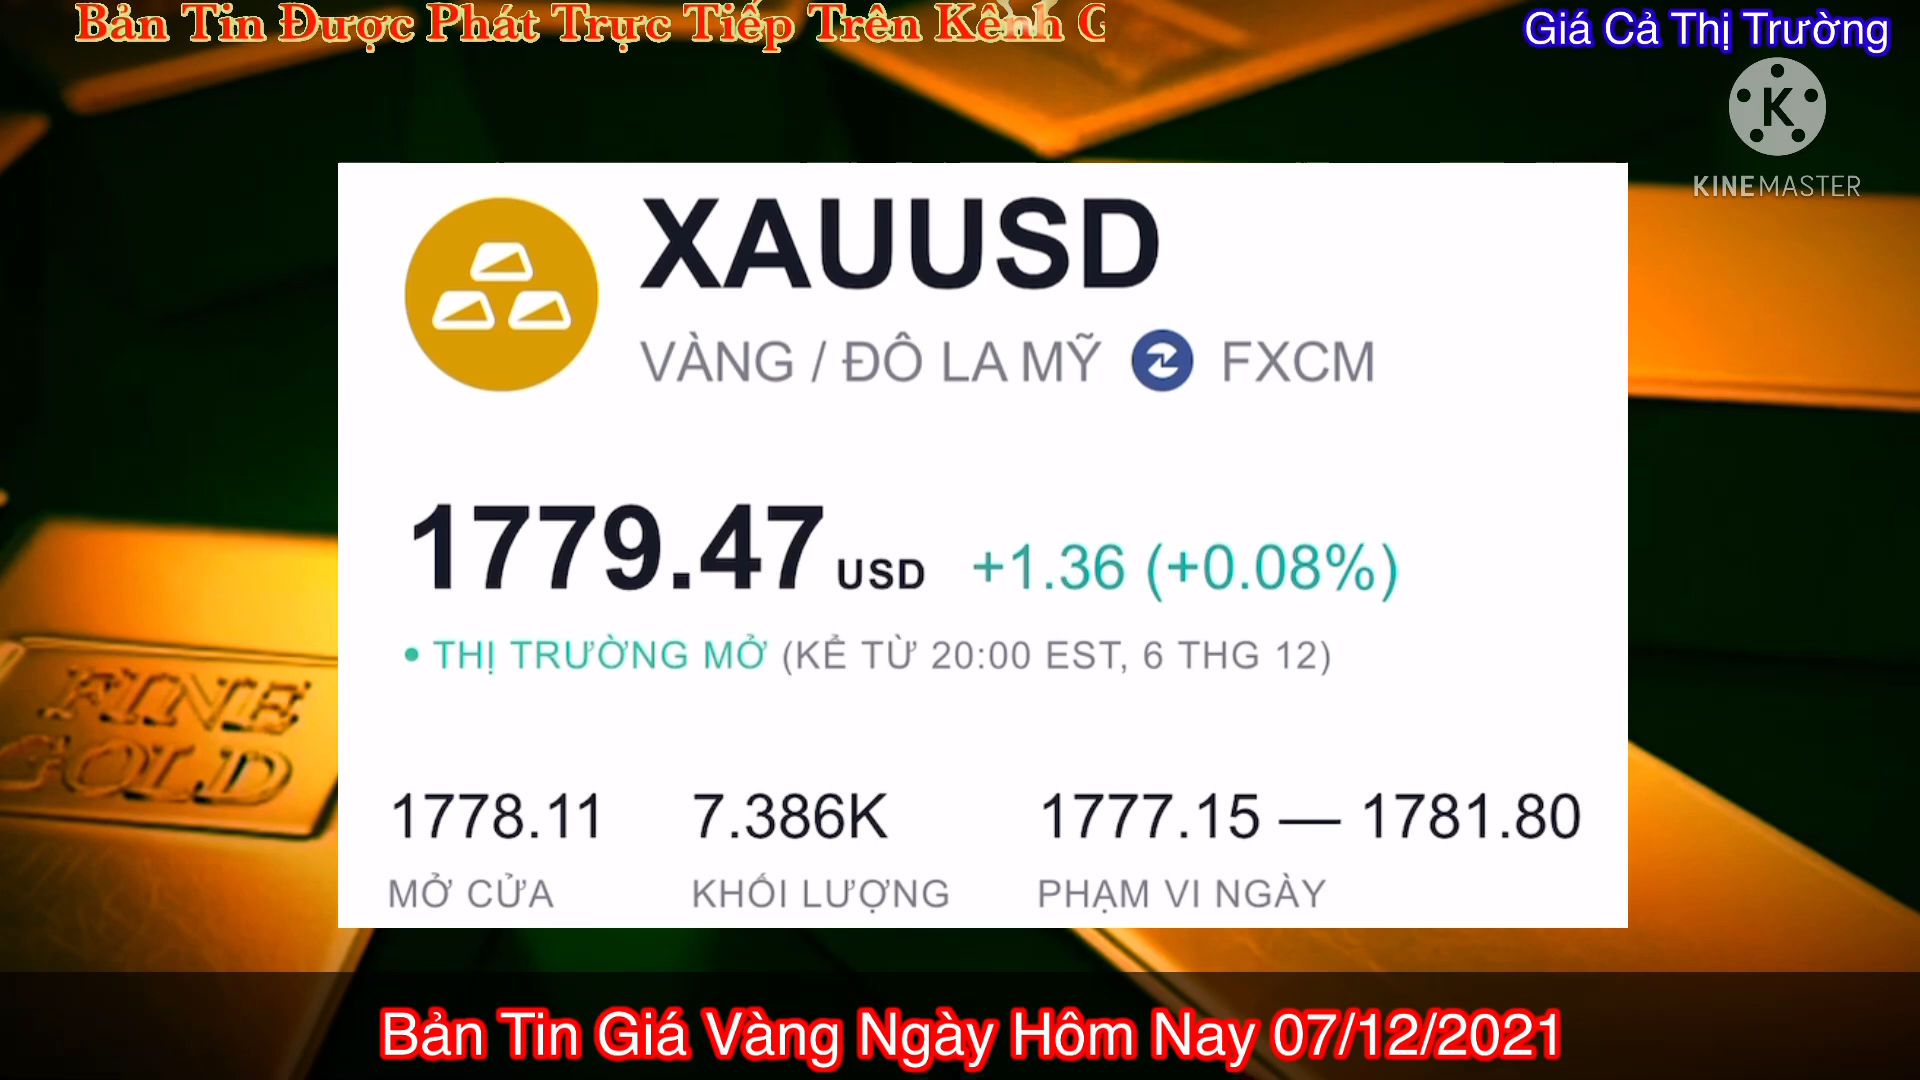 Bản Tin Được Phát Trực Tiếp Trên Kênh
Giá Cả Thị Trường
K
KINEMASTER
XAUUSD
VÀNG / ĐÔ LA MỸ FXCM
1779.47 USD +1.36 (+0.08%)
• THỊ TRƯỜNG MỞ (KỂ TỪ 20:00 EST, 6 THG 12)
1778.11 7.386K 1777.15 — 1781.80
MỞ CỬA KHỐI LƯỢNG PHẠM VI NGÀY
FINE
GOLD
Bản Tin Giá Vàng Ngày Hôm Nay 07/12/2021